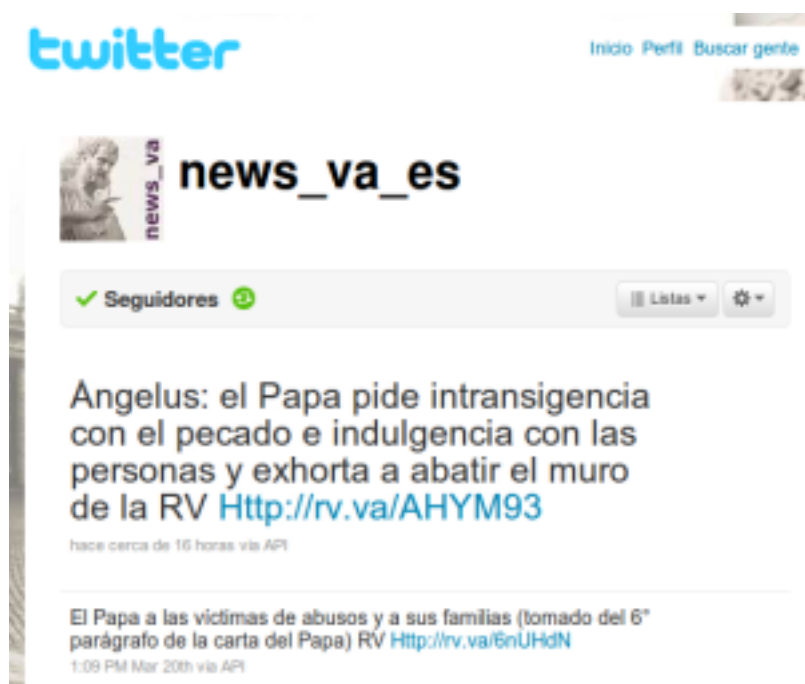 twitter
Inicio Perfil Buscar gente
news_va
news_va_es
Seguidores
Listas
Ángelus: el Papa pide intransigencia
con el pecado e indulgencia con las
personas y exhorta a abatir el muro
de la RV Http://rv.va/AHYM93
hace cerca de 16 horas via API
El Papa a las victimas de abusos y a sus familias (tomado del 6°
parágrafo de la carta del Papa) RV Http://rv.va/6nUHdN
1:09 PM Mar 20th via API